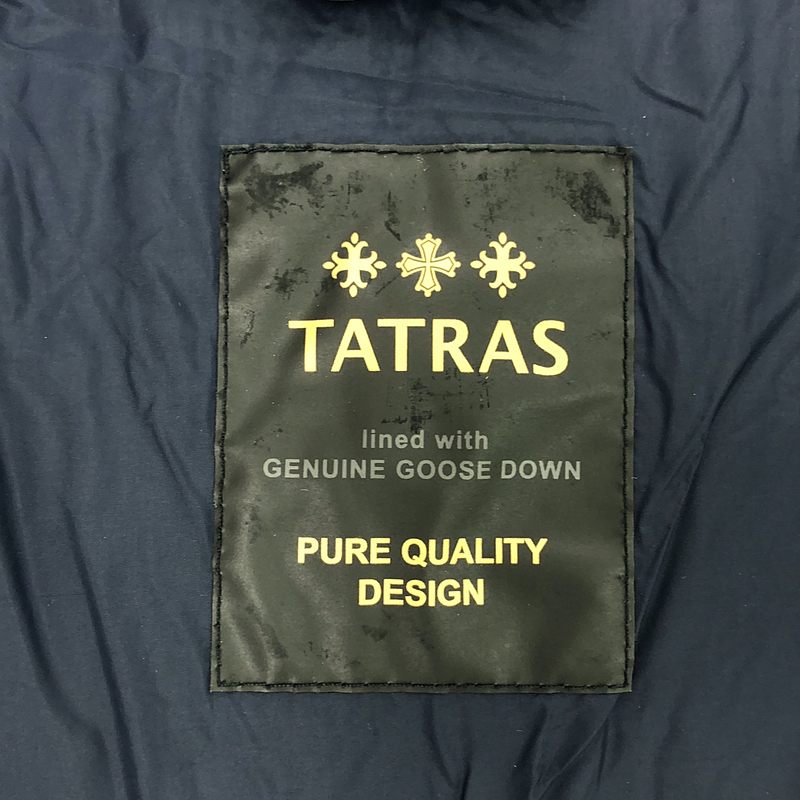 TATRAS
lined with
GENUINE GOOSE DOWN
PURE QUALITY
DESIGN